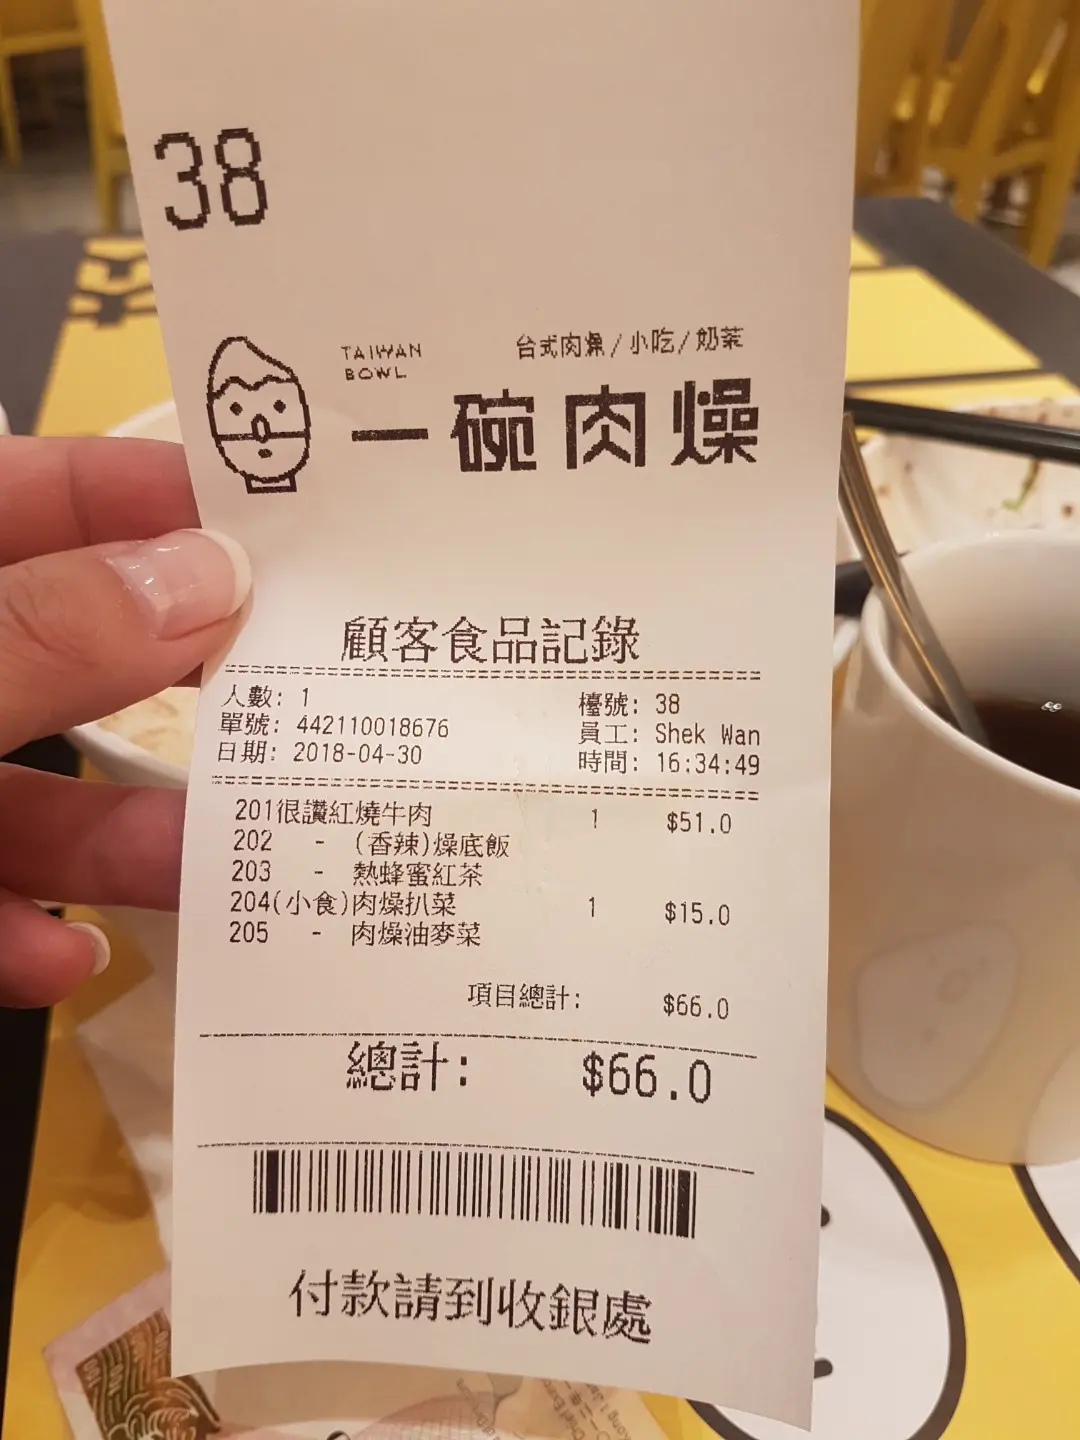 38
TAIWAN BOWL
台式肉燥/小吃/奶茶
一碗肉燥
顧客食品記錄
人數: 1 檯號: 38
單號: 442110018676 員工: Shek Wan
日期: 2018-04-30 時間: 16:34:49
201很讚紅燒牛肉 1 $51.0
202 - (香辣)燥底飯
203 - 熱蜂蜜紅茶
204(小食)肉燥扒菜 1 $15.0
205 - 肉燥油麥菜
項目總計: $66.0
總計: $66.0
付款請到收銀處